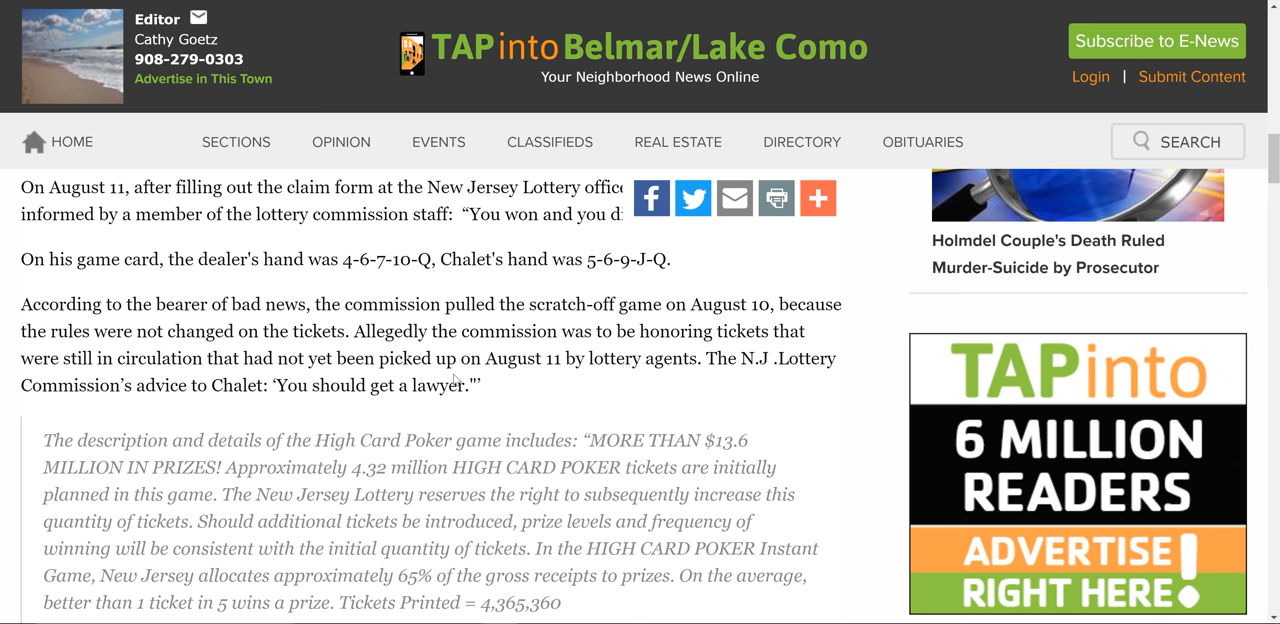 Editor
Cathy Goetz
908-279-0303
Advertise in This Town
TAPinto Belmar/Lake Como
Your Neighborhood News Online
Subscribe to E-News
Login | Submit Content
HOME SECTIONS OPINION EVENTS CLASSIFIEDS REAL ESTATE DIRECTORY OBITUARIES SEARCH
On August 11, after filling out the claim form at the New Jersey Lottery office
informed by a member of the lottery commission staff: “You won and you
On his game card, the dealer's hand was 4-6-7-10-Q, Chalet's hand was 5-6-9-J-Q.
According to the bearer of bad news, the commission pulled the scratch-off game on August 10, because
the rules were not changed on the tickets. Allegedly the commission was to be honoring tickets that
were still in circulation that had not yet been picked up on August 11 by lottery agents. The N.J .Lottery
Commission’s advice to Chalet: ‘You should get a lawyer."’
The description and details of the High Card Poker game includes: “MORE THAN $13.6
MILLION IN PRIZES! Approximately 4.32 million HIGH CARD POKER tickets are initially
planned in this game. The New Jersey Lottery reserves the right to subsequently increase this
quantity of tickets. Should additional tickets be introduced, prize levels and frequency of
winning will be consistent with the initial quantity of tickets. In the HIGH CARD POKER Instant
Game, New Jersey allocates approximately 65% of the gross receipts to prizes. On the average,
better than 1 ticket in 5 wins a prize. Tickets Printed = 4,365,360
Holmdel Couple's Death Ruled
Murder-Suicide by Prosecutor
TAPinto
6 MILLION
READERS
ADVERTISE
RIGHT HERE!